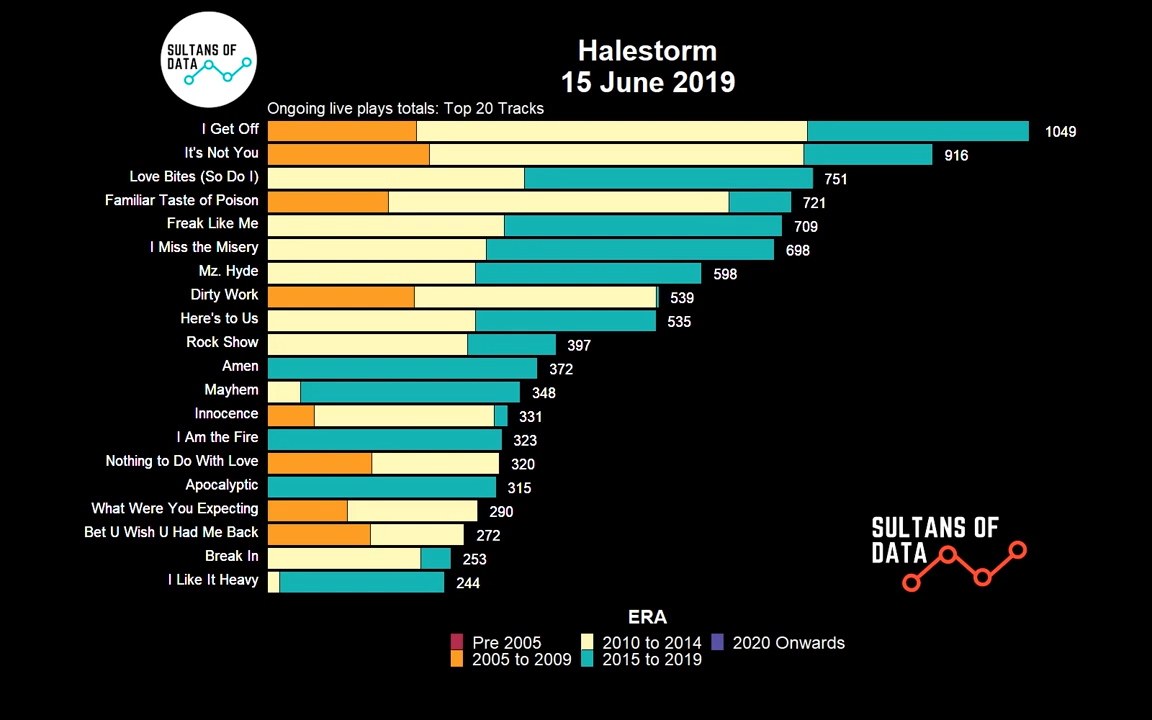 SULTANS OF
DATA
Halestorm
15 June 2019
Ongoing live plays totals: Top 20 Tracks
I Get Off 1049
It's Not You 916
Love Bites (So Do I) 751
Familiar Taste of Poison 721
Freak Like Me 709
I Miss the Misery 698
Mz. Hyde 598
Dirty Work 539
Here's to Us 535
Rock Show 397
Amen 372
Mayhem 348
Innocence 331
I Am the Fire 323
Nothing to Do With Love 320
Apocalyptic 315
What Were You Expecting 290
Bet U Wish U Had Me Back 272
Break In 253
I Like It Heavy 244
SULTANS OF
DATA
ERA
Pre 2005 2010 to 2014 2020 Onwards
2005 to 2009 2015 to 2019